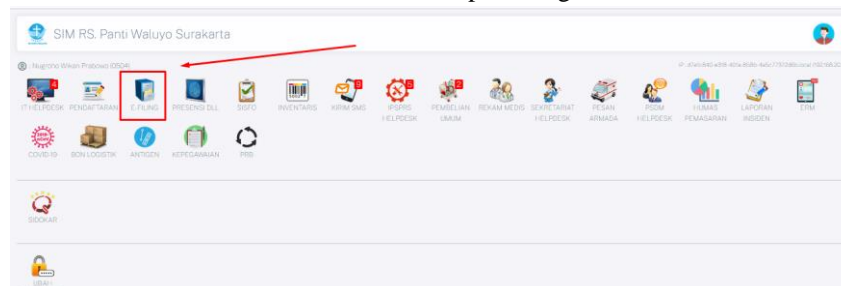 SIM RS. Panti Waluyo Surakarta
: Nugroho Wikan Prabowo (0504)
IT HELPDESK PENDAFTARAN E-FILING PRESENSI DLL SISFO INVENTARIS KIRIM SMS IPSPRS HELPDESK PEMBELIAN UMUM REKAM MEDIS SEKRETARIAT HELPDESK PESAN ARMADA PSDM HELPDESK HUMAS PEMASARAN LAPORAN INSIDEN ERM
COVID-19 BON LOGISTIK ANTIGEN KEPEGAWAIAN PRB
SIDOKAR
UBAH